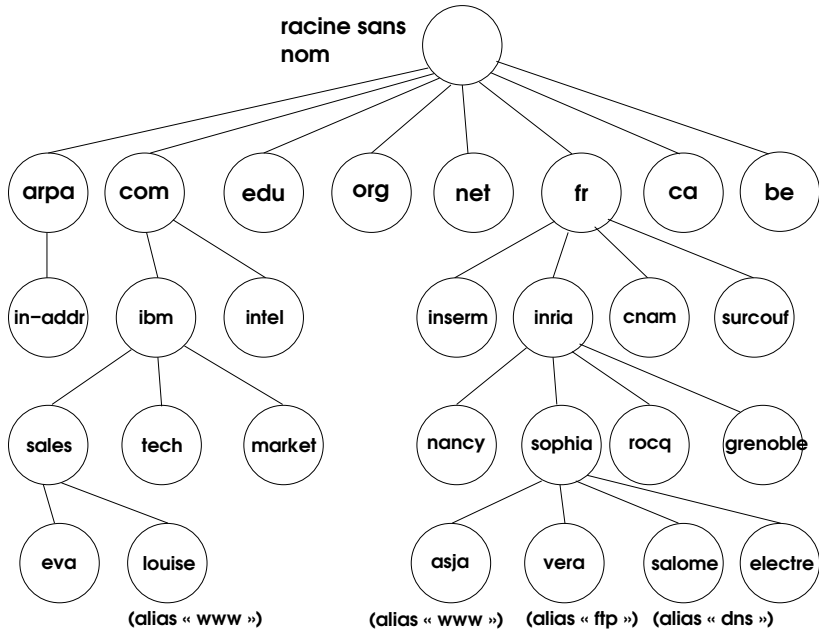 racine sans
nom
arpa com edu org net fr ca be
in-addr ibm intel inserm inria cnam surcouf
sales tech market nancy sophia rocq grenoble
eva louise asja vera salome electre
(alias « www ») (alias « www ») (alias « ftp ») (alias « dns »)